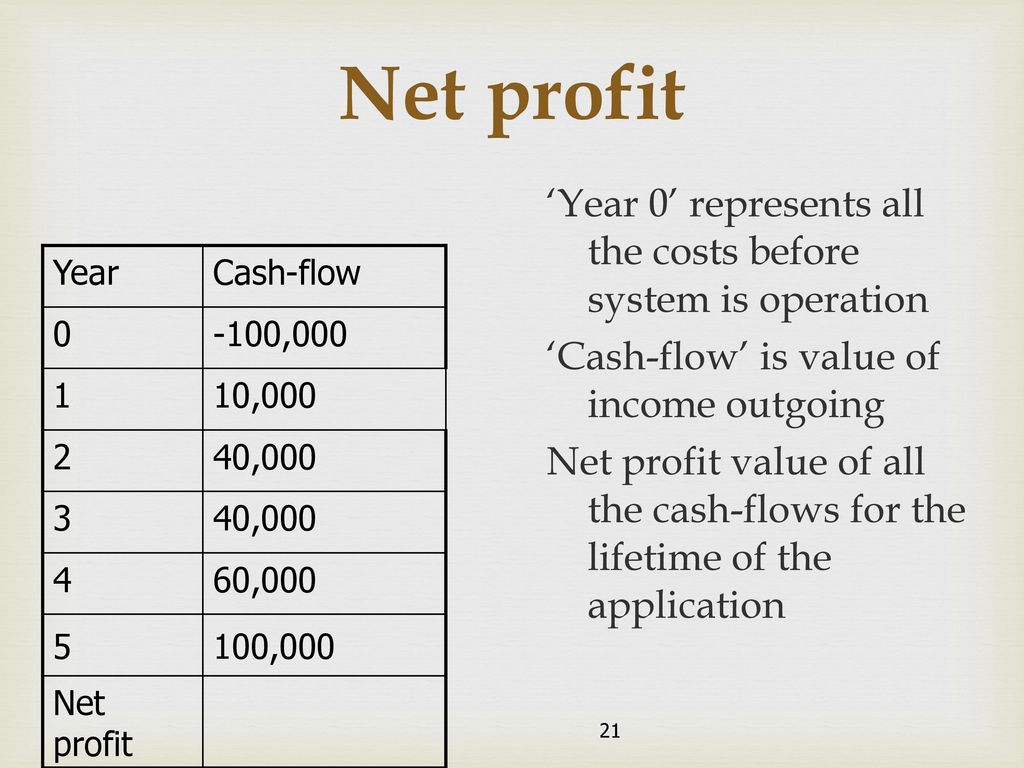 Net profit
Year Cash-flow
0 -100,000
1 10,000
2 40,000
3 40,000
4 60,000
5 100,000
Net
profit
‘Year 0’ represents all
the costs before
system is operation
‘Cash-flow’ is value of
income outgoing
Net profit value of all
the cash-flows for the
lifetime of the
application
21